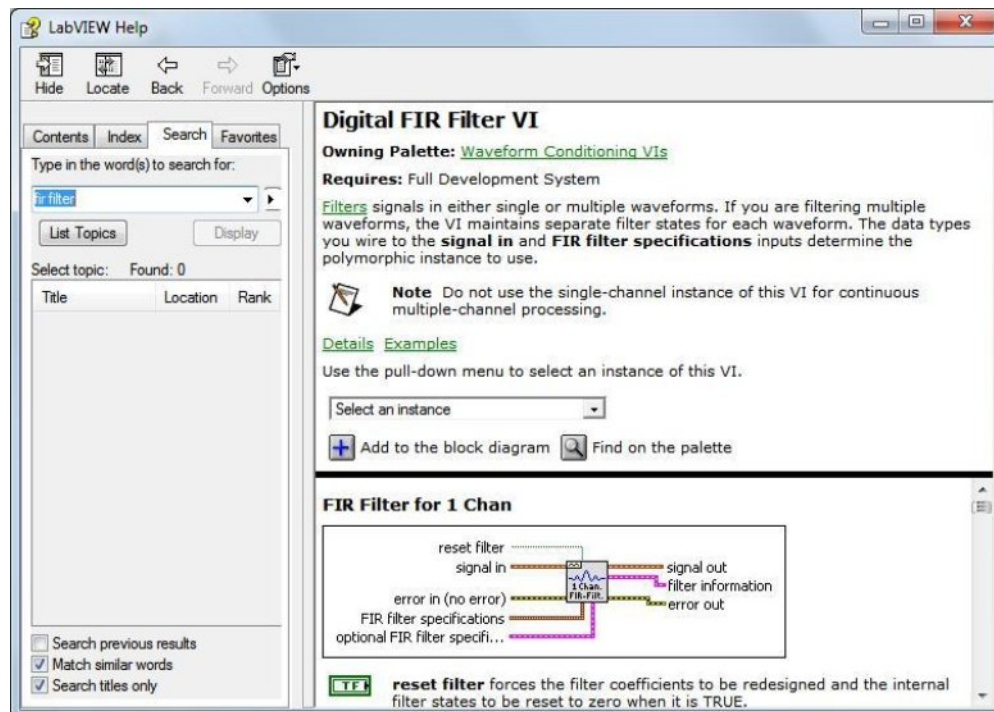 LabVIEW Help
Hide Locate Back Forward Options
Contents Index Search Favorites
Type in the word(s) to search for:
fir filter
List Topics Display
Select topic: Found: 0
Title Location Rank
Search previous results
Match similar words
Search titles only
Digital FIR Filter VI
Owning Palette: Waveform Conditioning VIs
Requires: Full Development System
Filters signals in either single or multiple waveforms. If you are filtering multiple
waveforms, the VI maintains separate filter states for each waveform. The data types
you wire to the signal in and FIR filter specifications inputs determine the
polymorphic instance to use.
Note Do not use the single-channel instance of this VI for continuous
multiple-channel processing.
Details Examples
Use the pull-down menu to select an instance of this VI.
Select an instance
Add to the block diagram Find on the palette
FIR Filter for 1 Chan
reset filter
signal in
error in (no error)
FIR filter specifications
optional FIR filter specifi...
1 Chan.
FIR-Filt.
signal out
filter information
error out
TF
reset filter forces the filter coefficients to be redesigned and the internal
filter states to be reset to zero when it is TRUE.